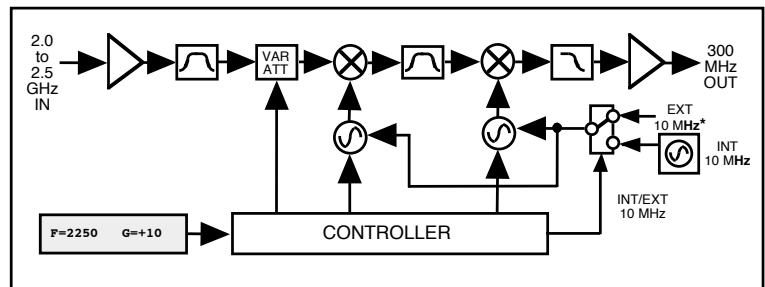 2.0
to
2.5
GHz
IN
VAR
ATT
300
MHz
OUT
EXT
10 MHz*
INT
10 MHz
INT/EXT
10 MHz
F=2250 G=+10
CONTROLLER